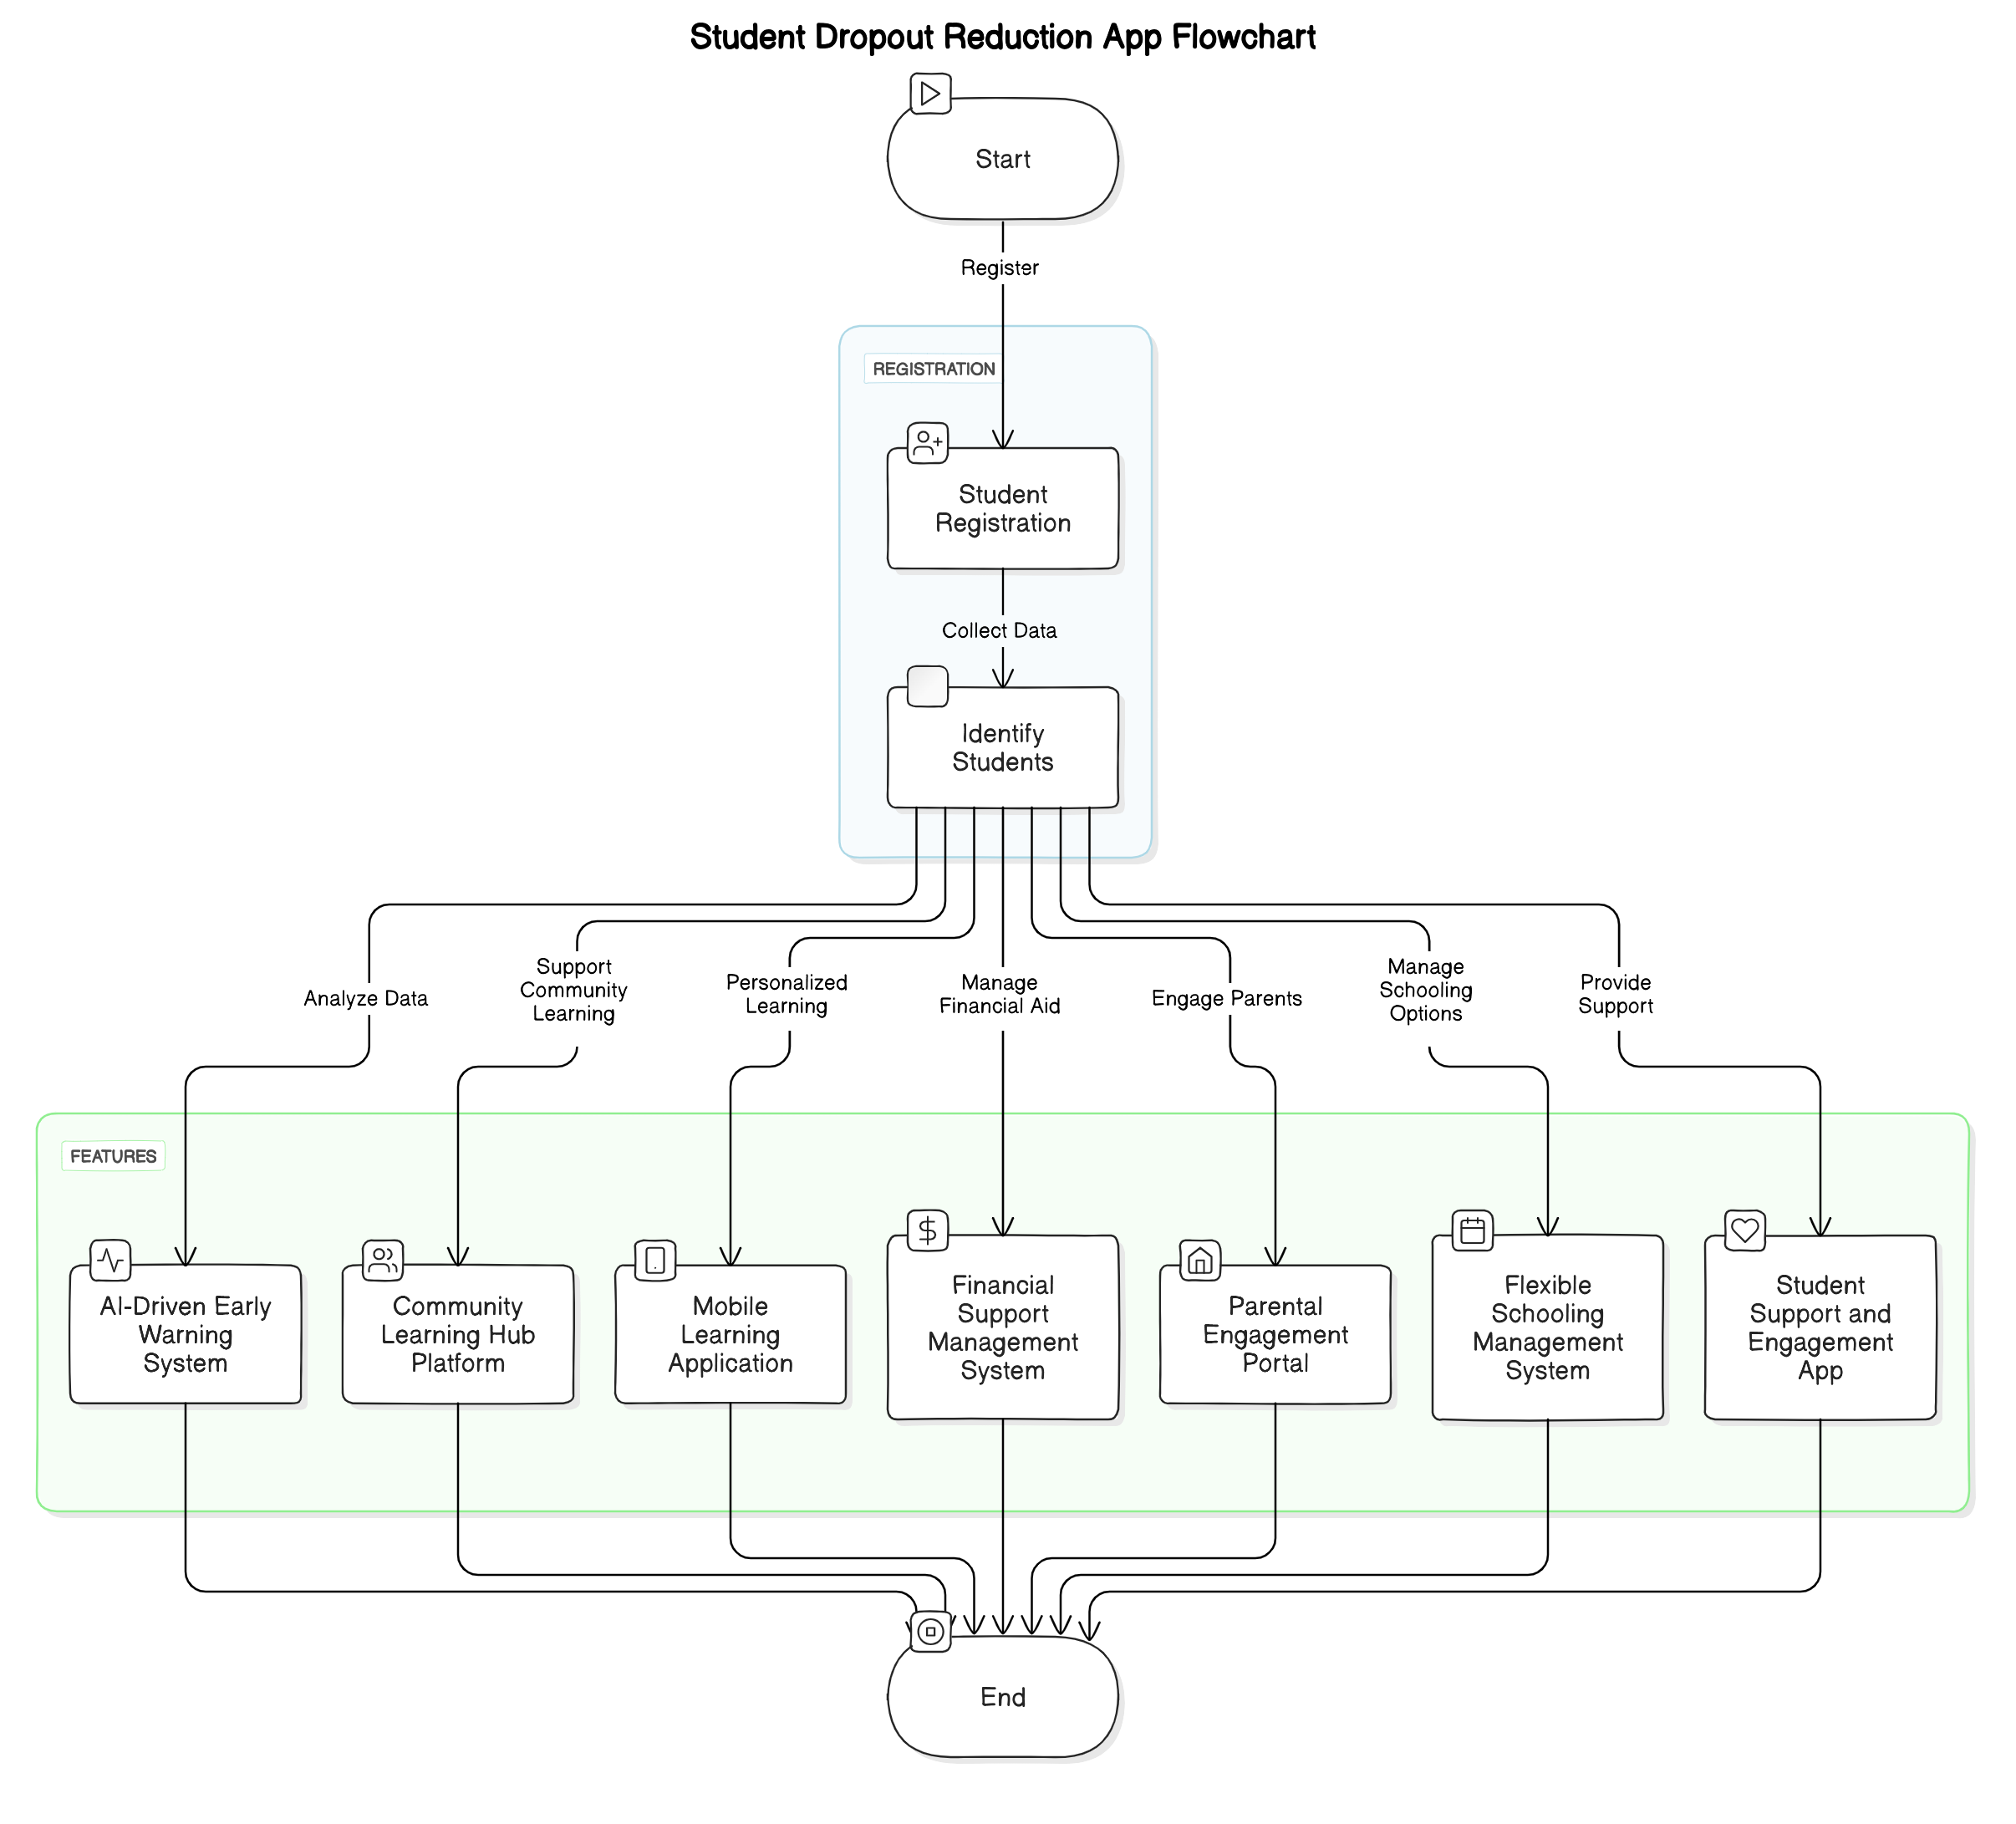 Student Dropout Reduction App Flowchart
Start
Register
REGISTRATION
Student
Registration
Collect Data
Identify
Students
Analyze Data
Support
Community
Learning
Personalized
Learning
Manage
Financial Aid
Engage Parents
Manage
Schooling
Options
Provide
Support
FEATURES
AI-Driven Early
Warning
System
Community
Learning Hub
Platform
Mobile
Learning
Application
Financial
Support
Management
System
Parental
Engagement
Portal
Flexible
Schooling
Management
System
Student
Support and
Engagement
App
End